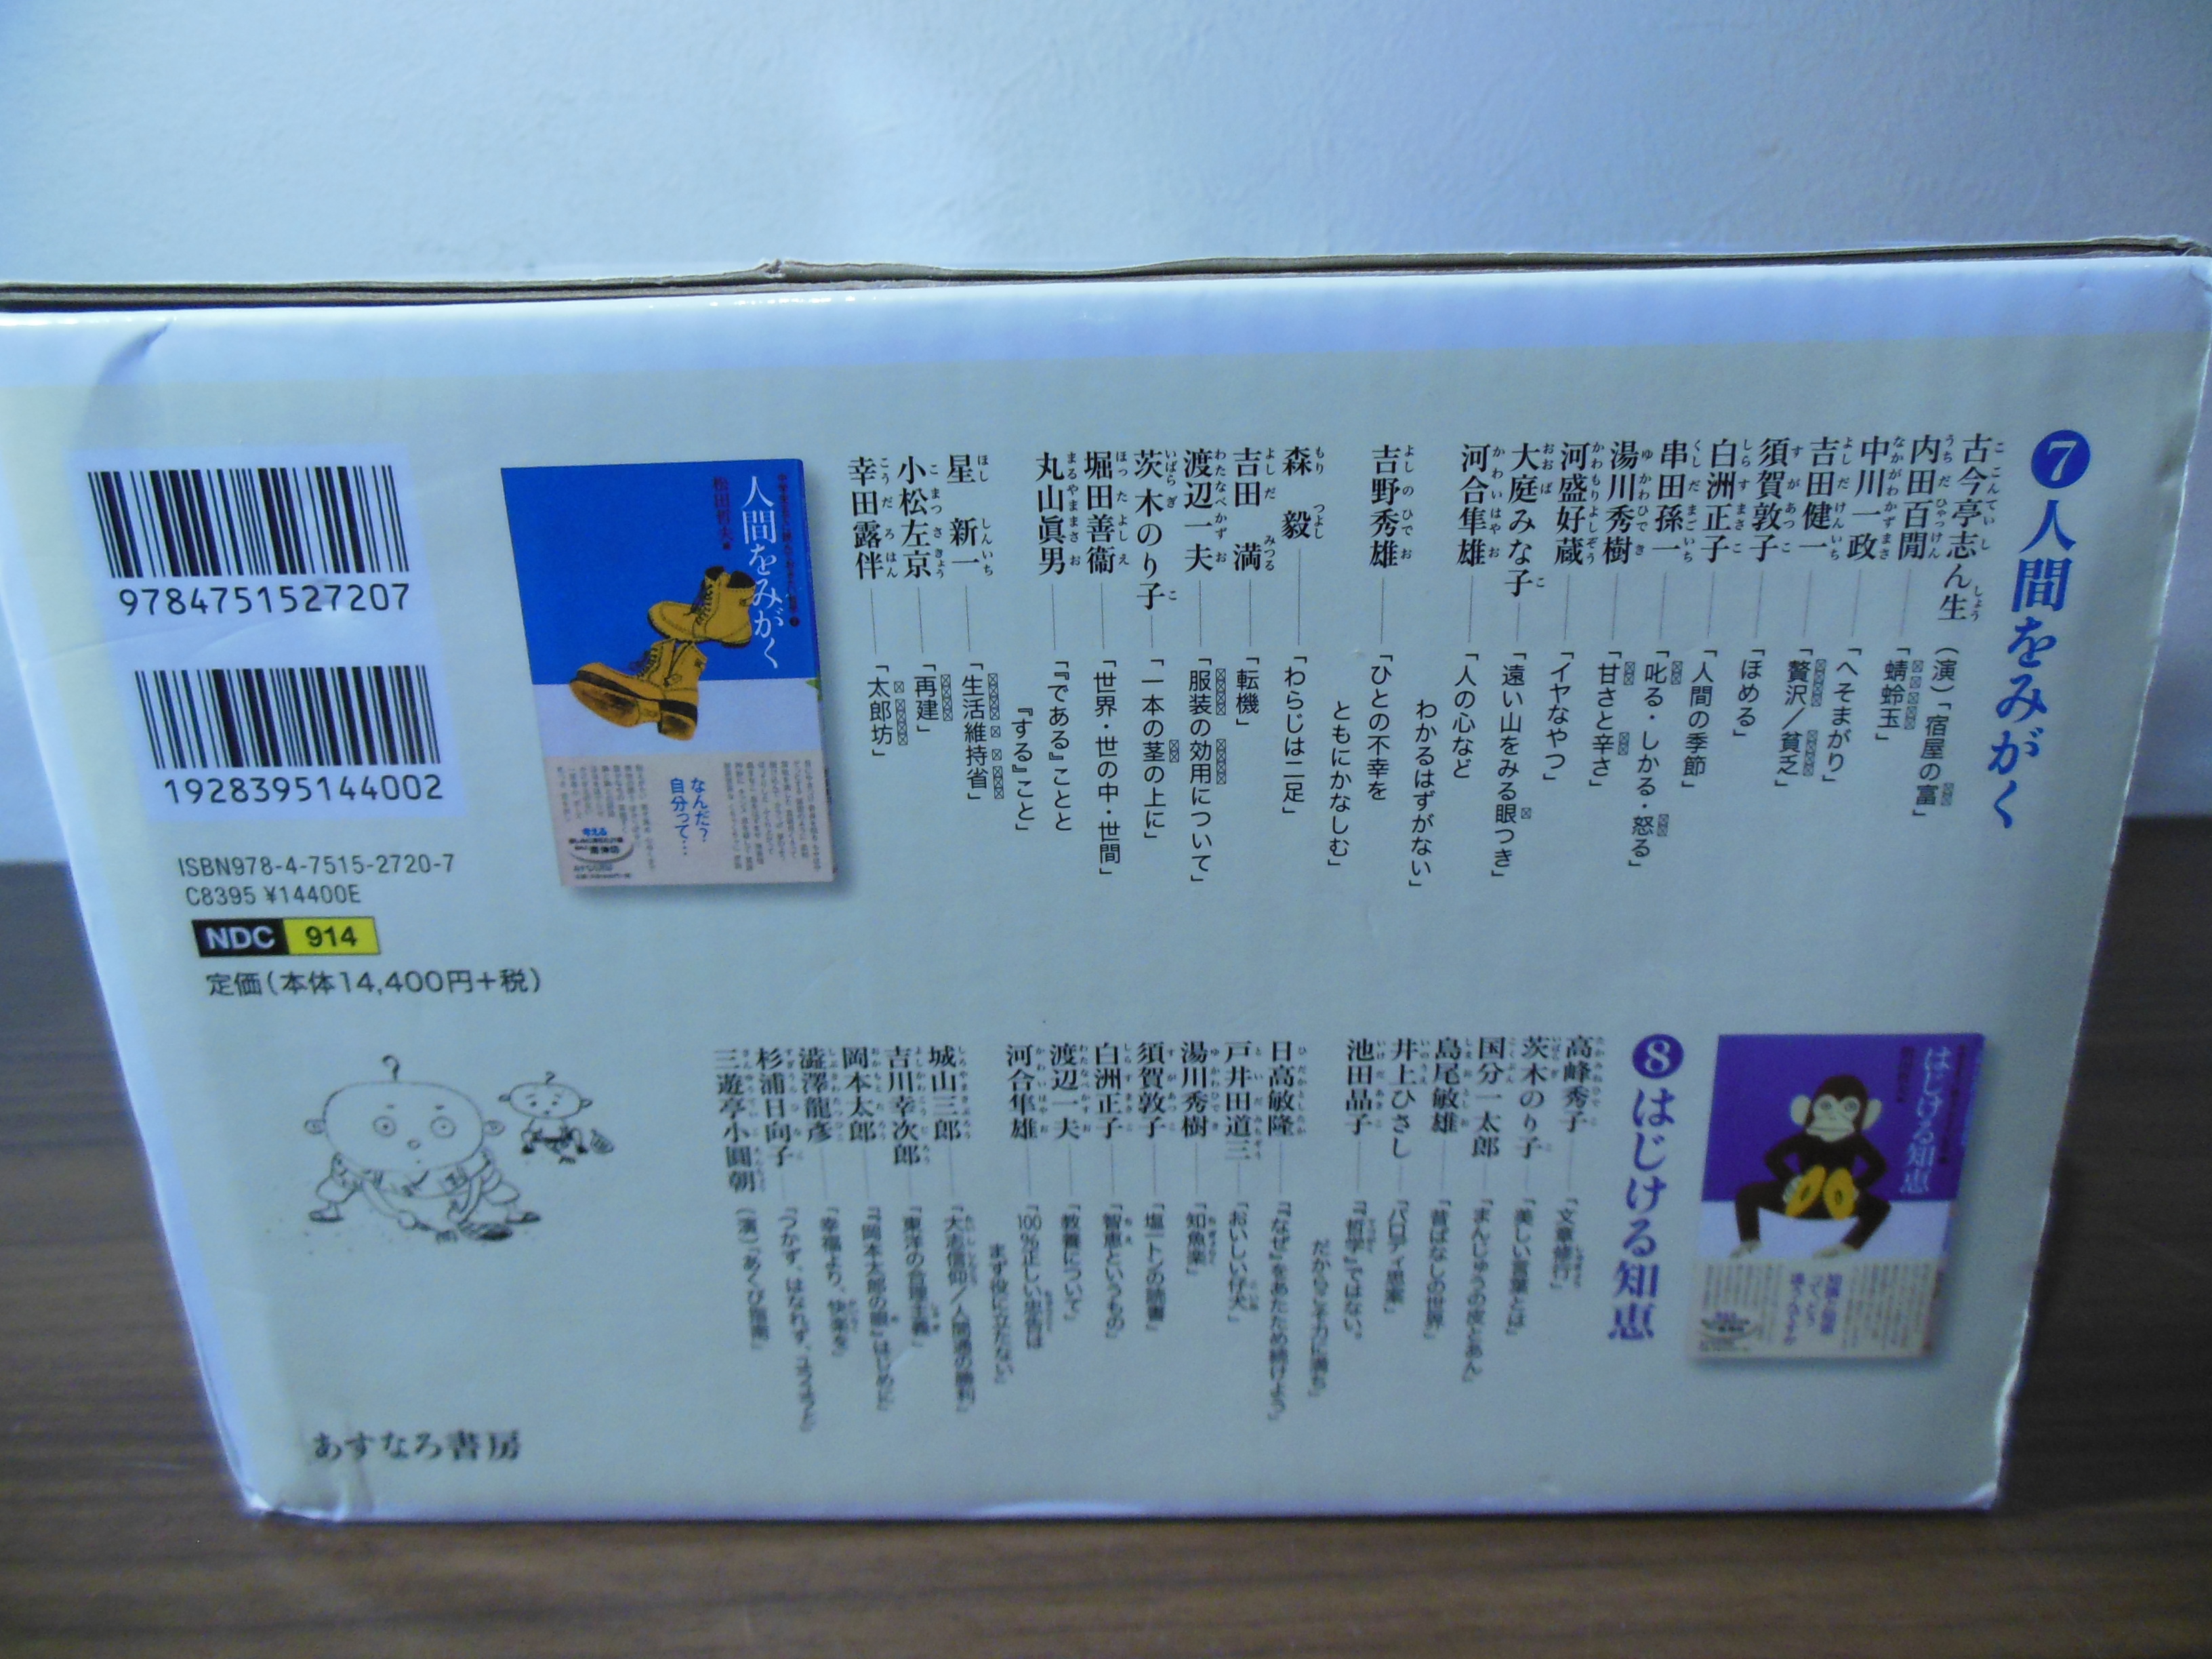 ❼人間をみがく
古今亭志ん生 (演)「宿屋の富」
内田百閒 「蜻蛉玉」
中川一政 「へそまがり」
吉田健一 「贅沢/貧乏」
須賀敦子 「ほめる」
白洲正子 「人間の季節」
串田孫一 「叱る・しかる・怒る」
湯川秀樹 「甘さと辛さ」
河盛好蔵 「イヤなやつ」
大庭みな子 「遠い山をみる眼つき」
河合隼雄 「人の心など
わかるはずがない」
吉野秀雄 「ひとの不幸を
ともにかなしむ」
森 毅 「わらじは二足」
吉田 満 「転機」
渡辺一夫 「服装の効用について」
茨木のり子 「一本の茎の上に」
堀田善衞 「世界・世の中・世間」
丸山眞男 「『である』ことと
『する』こと」
星 新一 「生活維持省」
小松左京 「再建」
幸田露伴 「太郎坊」
松田哲夫
人間をみがく
なんだ?
自分って…
9784751527207
1928395144002
ISBN978-4-7515-2720-7
C8395 ¥14400E
NDC 914
定価(本体14,400円+税)
はじける知恵
❽はじける知恵
高峰秀子 「文章修行」
茨木のり子 「美しい言葉とは」
国分一太郎 「まんじゅうの皮とあん」
島尾敏雄 「昔ばなしの世界」
井上ひさし 「パロディ思案」
池田晶子 「『哲学』ではない。
だからこそ力に満ち」
日高敏隆 「『なぜ』をあたため続けよう」
戸井田道三 「おいしい仔犬」
湯川秀樹 「知魚楽」
須賀敦子 「塩一トンの読書」
白洲正子 「智恵というもの」
渡辺一夫 「教養について」
河合隼雄 「100%正しい忠告は
まず役に立たない」
城山三郎 「大志信仰/人間通の勝利」
吉川幸次郎 「東洋の合理主義」
岡本太郎 「『岡本太郎の眼』はじめに」
澁澤龍彦 「幸福より、快楽を」
杉浦日向子 「つかず、はなれず、ユラユラと」
三遊亭小圓朝 (演)「あくび指南」
あすなろ書房